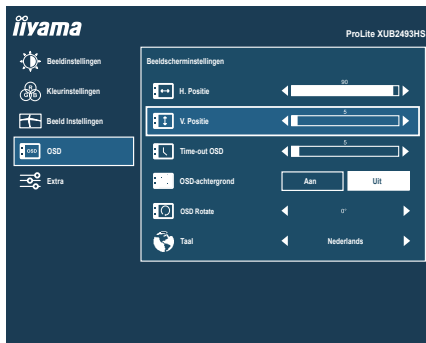 iiyama
ProLite XUB2493HS
Beeldinstellingen
Kleurinstellingen
Beeld Instellingen
OSD OSD
Extra
Beeldscherminstellingen
H. Positie 90
V. Positie 5
Time-out OSD 5
OSD-achtergrond Aan Uit
OSD Rotate 0°
Taal Nederlands